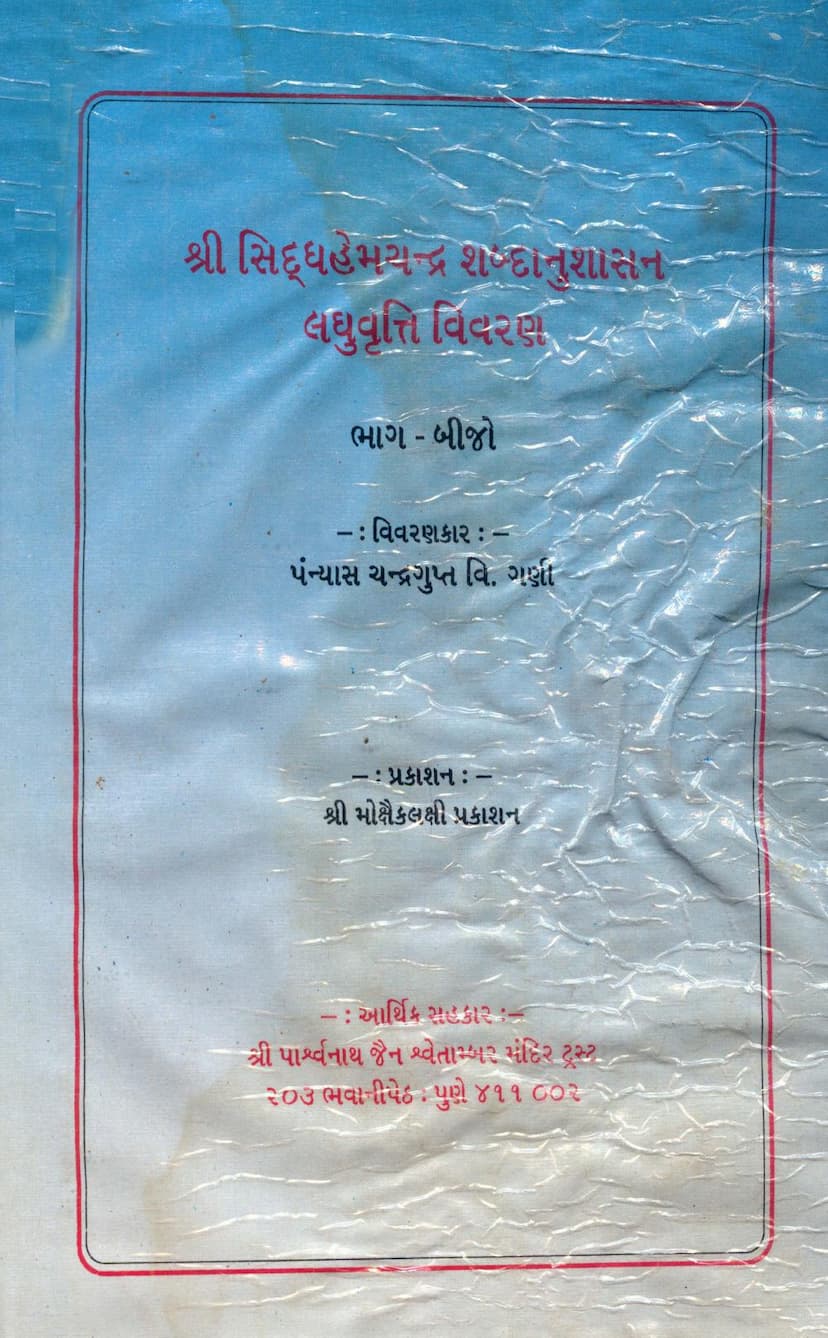 શ્રી સિદ્ધહેમચન્દ્ર શબ્દાનુશાસન
લઘુવૃત્તિ વિવરણ
ભાગ - બીજો
– : વિવરણકાર : –
પંન્યાસ ચન્દ્રગુપ્ત વિ. ગણી
– : પ્રકાશન : –
શ્રી મોક્ષૈકલક્ષી પ્રકાશન
– : આર્થિક સહકાર : –
શ્રી પાર્શ્વનાથ જૈન શ્વેતામ્બર મંદિર ટ્રસ્ટ
૨૦૩ ભવાનીપેઠ : પુણે ૪૧૧ ૦૦૨